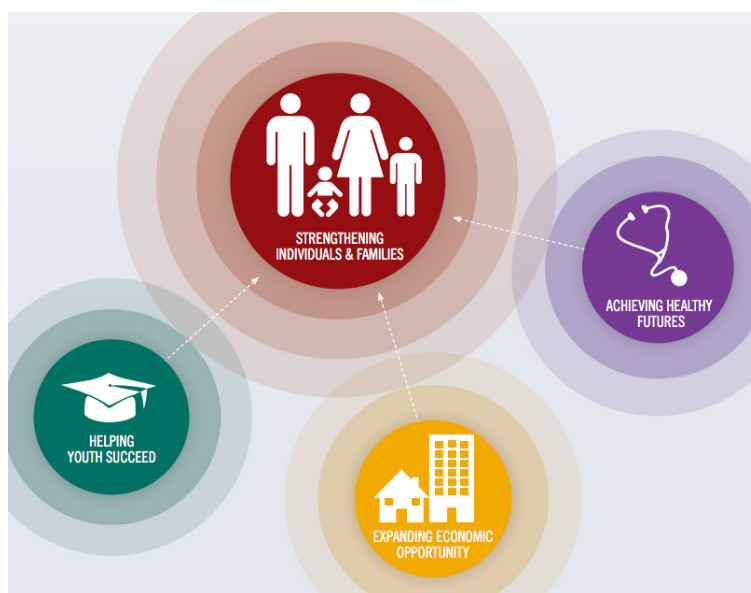 STRENGTHENING
INDIVIDUALS & FAMILIES
ACHIEVING HEALTHY
FUTURES
HELPING
YOUTH SUCCEED
EXPANDING ECONOMIC
OPPORTUNITY